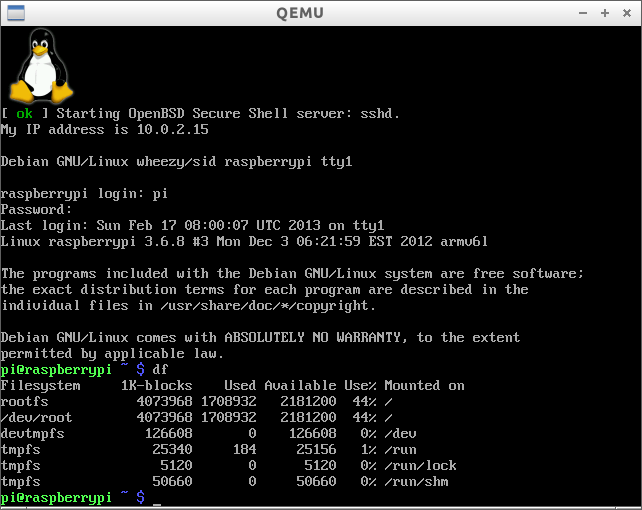 QEMU
[ ok ] Starting OpenBSD Secure Shell server: sshd.
My IP address is 10.0.2.15
Debian GNU/Linux wheezy/sid raspberrypi tty1
raspberrypi login: pi
Password:
Last login: Sun Feb 17 08:00:07 UTC 2013 on tty1
Linux raspberrypi 3.6.8 #3 Mon Dec 3 06:21:59 EST 2012 armv6l
The programs included with the Debian GNU/Linux system are free software;
the exact distribution terms for each program are described in the
individual files in /usr/share/doc/*/copyright.
Debian GNU/Linux comes with ABSOLUTELY NO WARRANTY, to the extent
permitted by applicable law.
pi@raspberrypi ~ $ df
Filesystem     1K-blocks    Used Available Use% Mounted on
rootfs           4073968 1708932   2181200  44% /
/dev/root        4073968 1708932   2181200  44% /
devtmpfs          126608       0    126608   0% /dev
tmpfs              25340     184     25156   1% /run
tmpfs               5120       0      5120   0% /run/lock
tmpfs              50660       0     50660   0% /run/shm
pi@raspberrypi ~ $ _